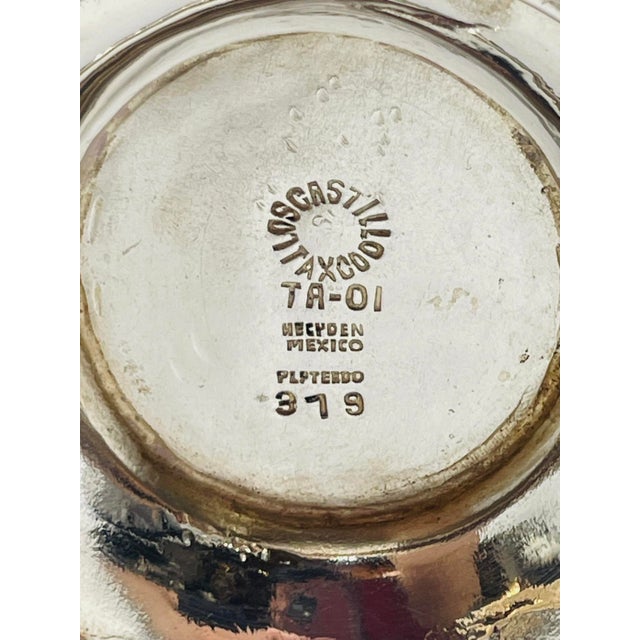 LOS CASTILLO TAXCO
TA-01
HECHO EN
MEXICO
PLATEADO
379